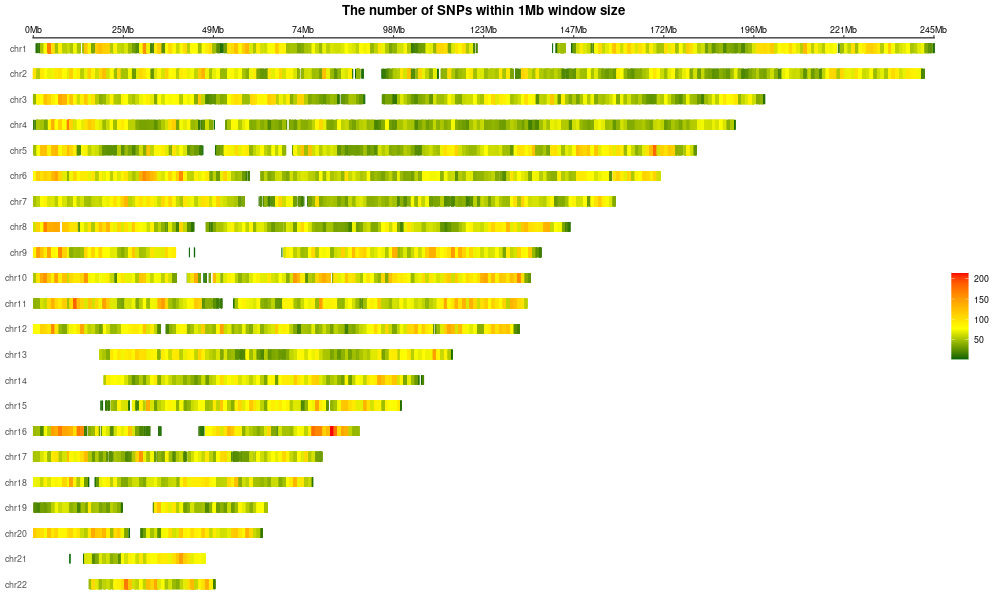 The number of SNPs within 1Mb window size
0Mb 25Mb 49Mb 74Mb 98Mb 123Mb 147Mb 172Mb 196Mb 221Mb 245Mb
chr1
chr2
chr3
chr4
chr5
chr6
chr7
chr8
chr9
chr10
chr11
chr12
chr13
chr14
chr15
chr16
chr17
chr18
chr19
chr20
chr21
chr22
200
150
100
50